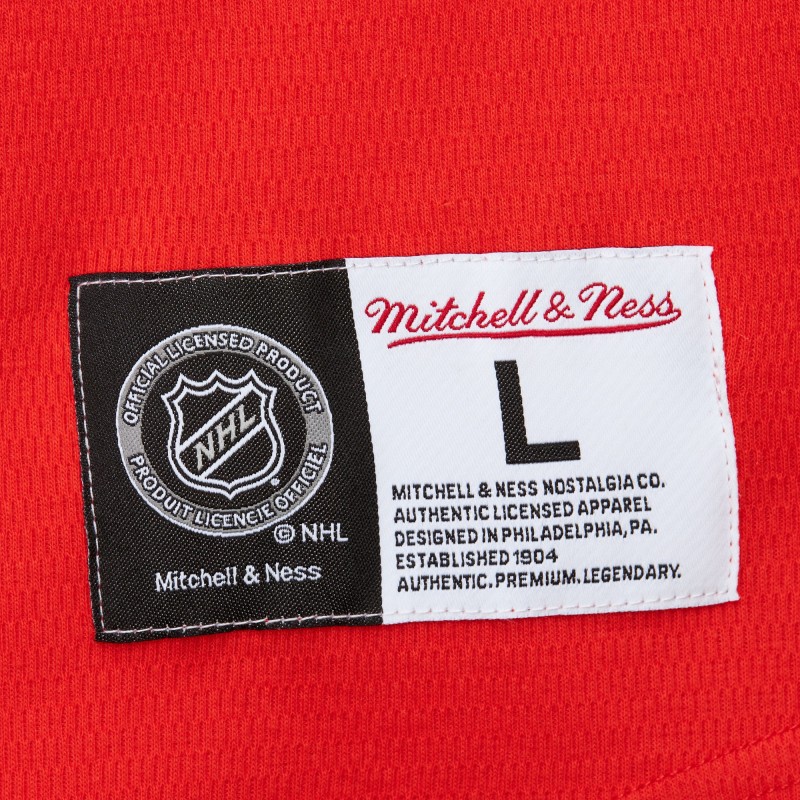 OFFICIAL LICENSED PRODUCT
NHL
PRODUIT LICENCIE OFFICIEL
© NHL
Mitchell & Ness
Mitchell & Ness
L
MITCHELL & NESS NOSTALGIA CO.
AUTHENTIC LICENSED APPAREL
DESIGNED IN PHILADELPHIA, PA.
ESTABLISHED 1904
AUTHENTIC. PREMIUM. LEGENDARY.